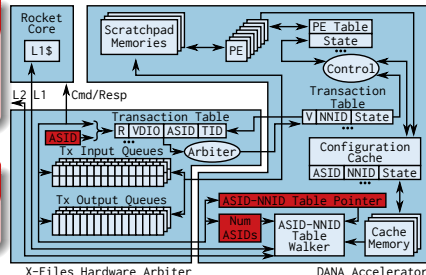 Rocket
Core
L1$
L2 L1
Cmd/Resp
Scratchpad
Memories
PE
PE Table
State
...
Control
Transaction
Table
V NNID State
...
Transaction Table
R VDIO ASID TID
...
ASID
Arbiter
Tx Input Queues
Tx Output Queues
Configuration
Cache
ASID NNID State
...
ASID-NNID Table Pointer
Num
ASIDs
ASID-NNID
Table
Walker
Cache
Memory
X-Files Hardware Arbiter
DANA Accelerator